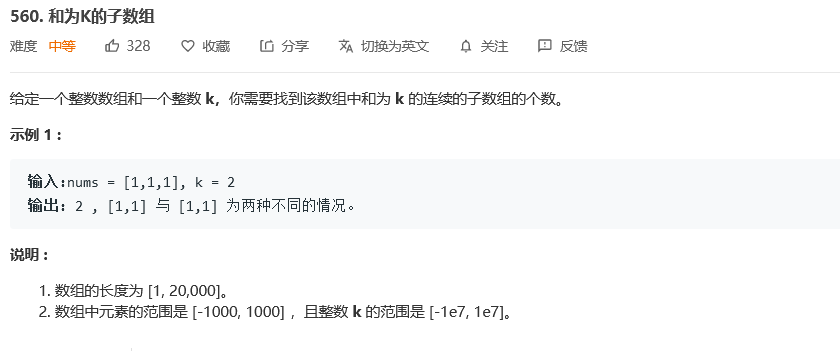 560. 和为K的子数组
难度 中等 328 收藏 分享 切换为英文 关注 反馈
给定一个整数数组和一个整数 k，你需要找到该数组中和为 k 的连续的子数组的个数。
示例 1 :
输入:nums = [1,1,1], k = 2
输出: 2 , [1,1] 与 [1,1] 为两种不同的情况。
说明 :
1. 数组的长度为 [1, 20,000]。
2. 数组中元素的范围是 [-1000, 1000] ，且整数 k 的范围是 [-1e7, 1e7]。